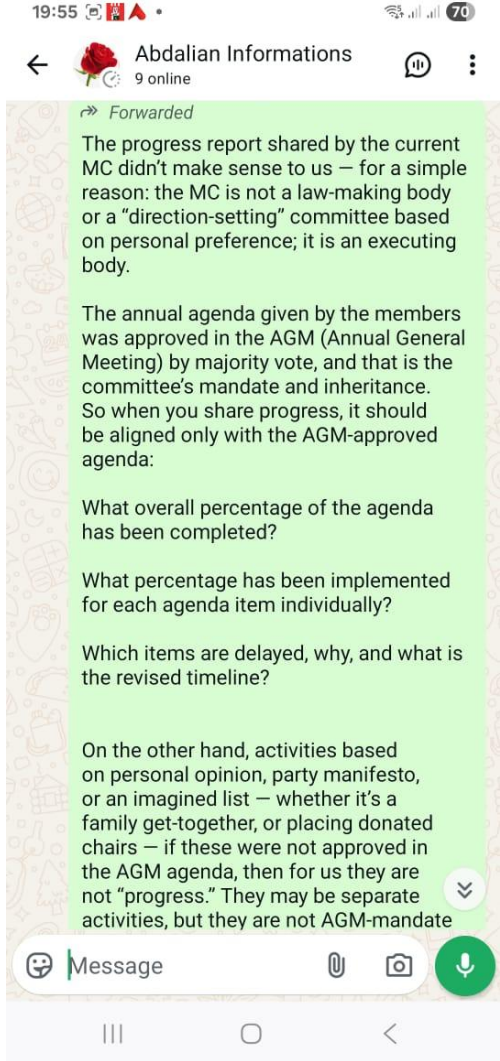 19:55
70
Abdalian Informations
9 online
Forwarded
The progress report shared by the current
MC didn’t make sense to us — for a simple
reason: the MC is not a law-making body
or a “direction-setting” committee based
on personal preference; it is an executing
body.
The annual agenda given by the members
was approved in the AGM (Annual General
Meeting) by majority vote, and that is the
committee’s mandate and inheritance.
So when you share progress, it should
be aligned only with the AGM-approved
agenda:
What overall percentage of the agenda
has been completed?
What percentage has been implemented
for each agenda item individually?
Which items are delayed, why, and what is
the revised timeline?
On the other hand, activities based
on personal opinion, party manifesto,
or an imagined list — whether it’s a
family get-together, or placing donated
chairs — if these were not approved in
the AGM agenda, then for us they are
not “progress.” They may be separate
activities, but they are not AGM-mandate
Message